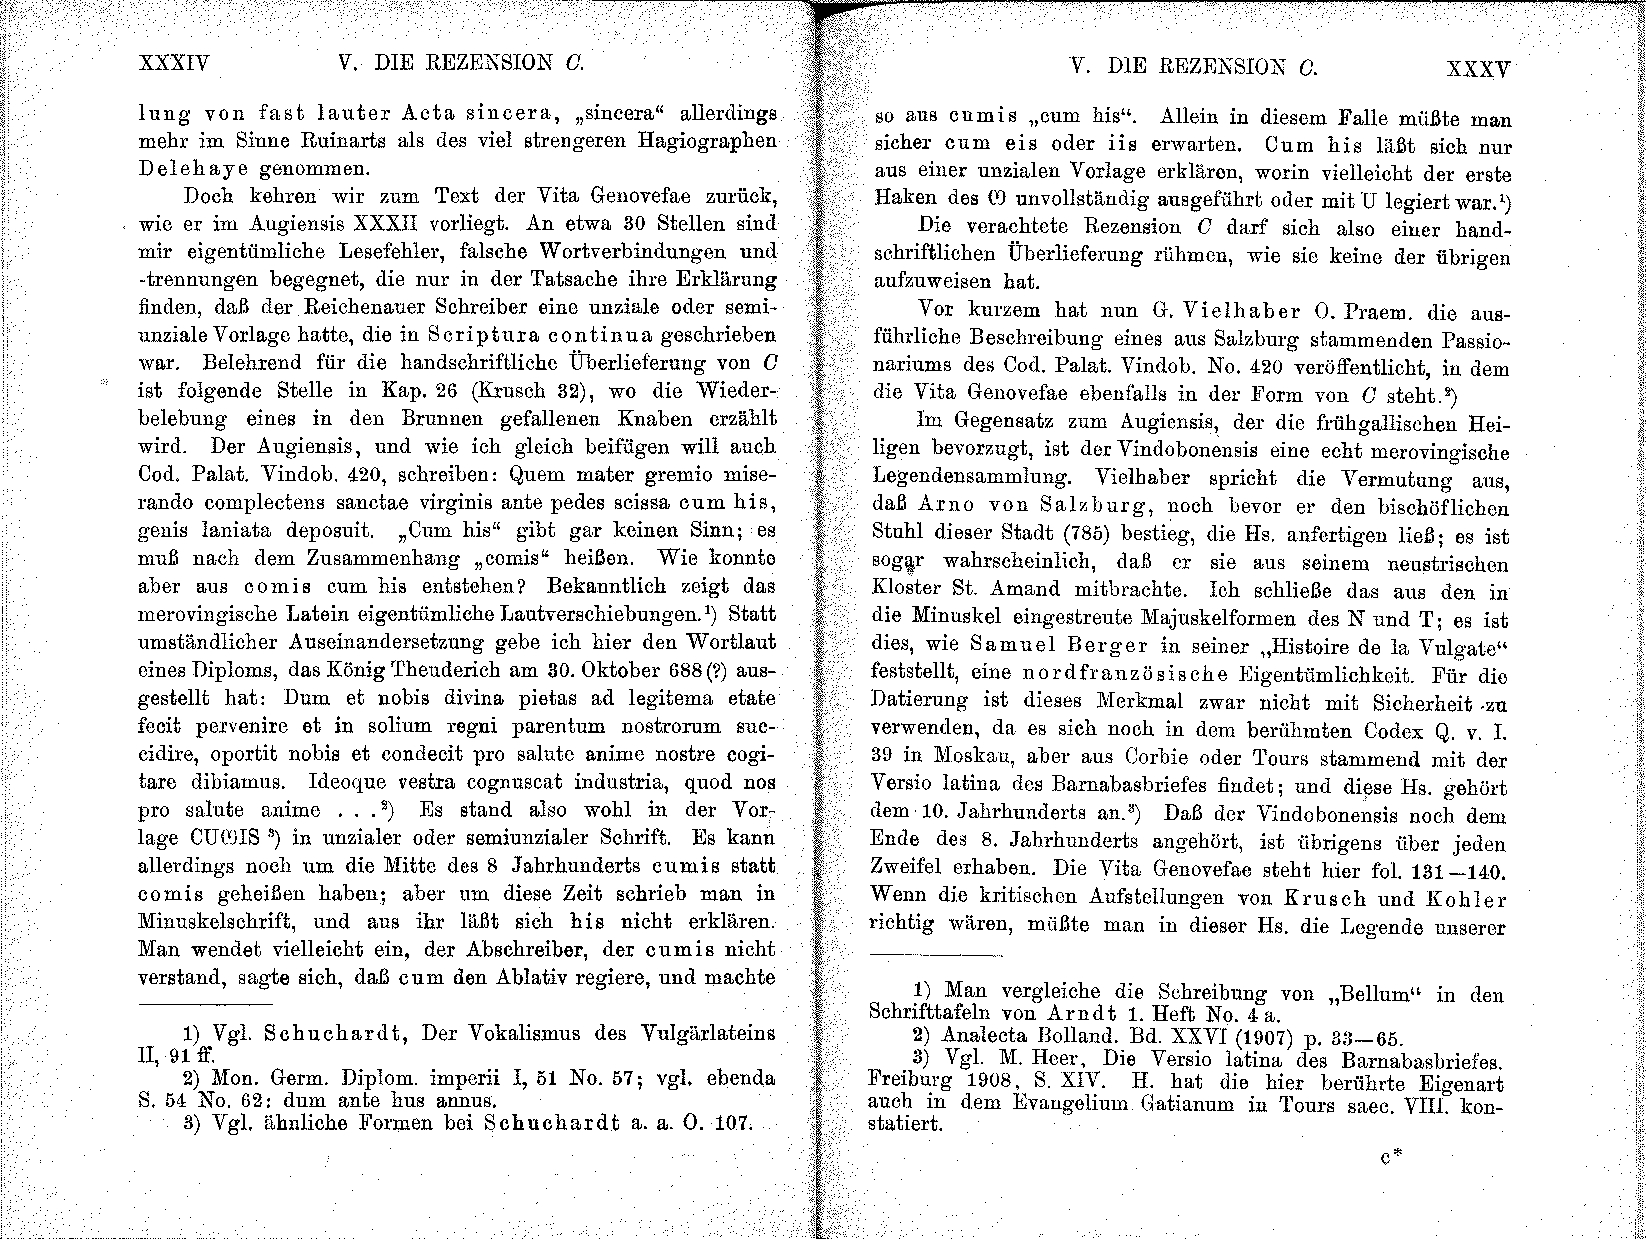 XXXIV V. DIE REZENSION C.
lung von fast lauter Acta sincera, „sincera“ allerdings
mehr im Sinne Ruinarts als des viel strengeren Hagiographen
Delehaye genommen.
Doch kehren wir zum Text der Vita Genovefae zurück,
wie er im Augiensis XXXII vorliegt. An etwa 30 Stellen sind
mir eigentümliche Lesefehler, falsche Wortverbindungen und
-trennungen begegnet, die nur in der Tatsache ihre Erklärung
finden, daß der Reichenauer Schreiber eine unziale oder semi-
unziale Vorlage hatte, die in Scriptura continua geschrieben
war. Belehrend für die handschriftliche Überlieferung von C
ist folgende Stelle in Kap. 26 (Krusch 32), wo die Wieder-
belebung eines in den Brunnen gefallenen Knaben erzählt
wird. Der Augiensis, und wie ich gleich beifügen will auch
Cod. Palat. Vindob. 420, schreiben: Quem mater gremio mise-
rando complectens sanctae virginis ante pedes scissa cum his,
genis laniata deposuit. „Cum his“ gibt gar keinen Sinn; es
muß nach dem Zusammenhang „comis“ heißen. Wie konnte
aber aus comis cum his entstehen? Bekanntlich zeigt das
merovingische Latein eigentümliche Lautverschiebungen.¹) Statt
umständlicher Auseinandersetzung gebe ich hier den Wortlaut
eines Diploms, das König Theuderich am 30. Oktober 688 (?) aus-
gestellt hat: Dum et nobis divina pietas ad legitema etate
fecit pervenire et in solium regni parentum nostrorum suc-
cidire, oportit nobis et condecit pro salute anime nostre cogi-
tare dibiamus. Ideoque vestra cognuscat industria, quod nos
pro salute anime . . .²) Es stand also wohl in der Vor-
lage CUϢIS ³) in unzialer oder semiunzialer Schrift. Es kann
allerdings noch um die Mitte des 8 Jahrhunderts cumis statt
comis geheißen haben; aber um diese Zeit schrieb man in
Minuskelschrift, und aus ihr läßt sich his nicht erklären.
Man wendet vielleicht ein, der Abschreiber, der cumis nicht
verstand, sagte sich, daß cum den Ablativ regiere, und machte
1) Vgl. Schuchardt, Der Vokalismus des Vulgärlateins
II, 91 ff.
2) Mon. Germ. Diplom. imperii I, 51 No. 57; vgl. ebenda
S. 54 No. 62: dum ante hus annus.
3) Vgl. ähnliche Formen bei Schuchardt a. a. O. 107.
V. DIE REZENSION C. XXXV
so aus cumis „cum his“. Allein in diesem Falle müßte man
sicher cum eis oder iis erwarten. Cum his läßt sich nur
aus einer unzialen Vorlage erklären, worin vielleicht der erste
Haken des Ϣ unvollständig ausgeführt oder mit U legiert war.¹)
Die verachtete Rezension C darf sich also einer hand-
schriftlichen Überlieferung rühmen, wie sie keine der übrigen
aufzuweisen hat.
Vor kurzem hat nun G. Vielhaber O. Praem. die aus-
führliche Beschreibung eines aus Salzburg stammenden Passio-
nariums des Cod. Palat. Vindob. No. 420 veröffentlicht, in dem
die Vita Genovefae ebenfalls in der Form von C steht.²)
Im Gegensatz zum Augiensis, der die frühgallischen Hei-
ligen bevorzugt, ist der Vindobonensis eine echt merovingische
Legendensammlung. Vielhaber spricht die Vermutung aus,
daß Arno von Salzburg, noch bevor er den bischöflichen
Stuhl dieser Stadt (785) bestieg, die Hs. anfertigen ließ; es ist
sogar wahrscheinlich, daß er sie aus seinem neustrischen
Kloster St. Amand mitbrachte. Ich schließe das aus den in
die Minuskel eingestreute Majuskelformen des N und T; es ist
dies, wie Samuel Berger in seiner „Histoire de la Vulgate“
feststellt, eine nordfranzösische Eigentümlichkeit. Für die
Datierung ist dieses Merkmal zwar nicht mit Sicherheit zu
verwenden, da es sich noch in dem berühmten Codex Q. v. I.
39 in Moskau, aber aus Corbie oder Tours stammend mit der
Versio latina des Barnabasbriefes findet; und diese Hs. gehört
dem 10. Jahrhunderts an.³) Daß der Vindobonensis noch dem
Ende des 8. Jahrhunderts angehört, ist übrigens über jeden
Zweifel erhaben. Die Vita Genovefae steht hier fol. 131—140.
Wenn die kritischen Aufstellungen von Krusch und Kohler
richtig wären, müßte man in dieser Hs. die Legende unserer
1) Man vergleiche die Schreibung von „Bellum“ in den
Schrifttafeln von Arndt 1. Heft No. 4 a.
2) Analecta Bolland. Bd. XXVI (1907) p. 33—65.
3) Vgl. M. Heer, Die Versio latina des Barnabasbriefes.
Freiburg 1908, S. XIV. H. hat die hier berührte Eigenart
auch in dem Evangelium Gatianum in Tours saec. VIII. kon-
statiert.
c*